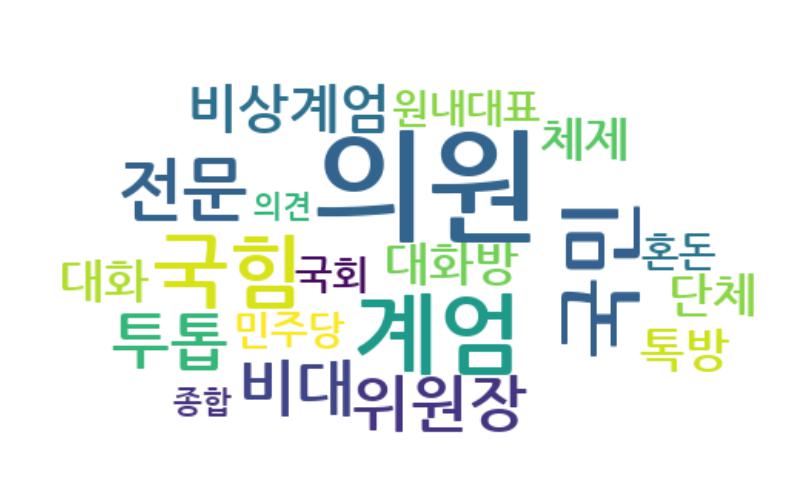 비상계엄
원내대표
체제
의원
전문
의견
국민
혼돈
국힘
국회
대화방
대화
단체
투톱
민주당
계엄
톡방
비대
위원장
종합